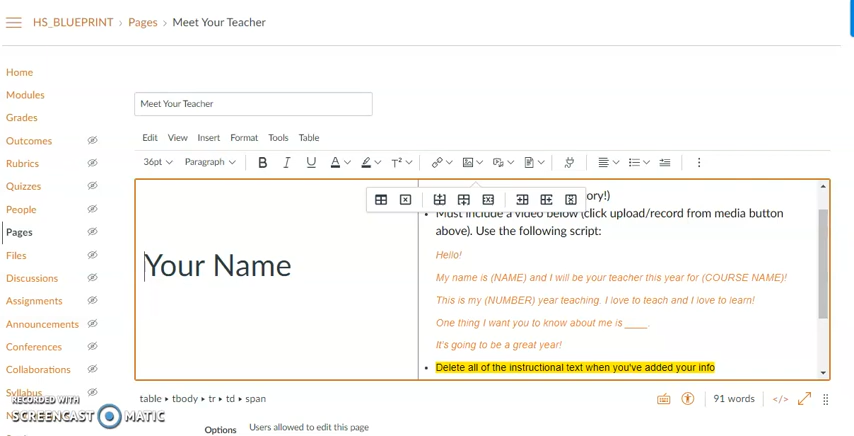 HS_BLUEPRINT › Pages › Meet Your Teacher
Home
Modules
Grades
Outcomes
Rubrics
Quizzes
People
Pages
Files
Discussions
Assignments
Announcements
Conferences
Collaborations
Syllabus
RECORDED WITH
SCREENCAST MATIC
Meet Your Teacher
Edit View Insert Format Tools Table
36pt Paragraph B I U A T²
Your Name
ory!)
• Must include a video below (click upload/record from media button
above). Use the following script:
Hello!
My name is (NAME) and I will be your teacher this year for (COURSE NAME)!
This is my (NUMBER) year teaching. I love to teach and I love to learn!
One thing I want you to know about me is ____.
It's going to be a great year!
• Delete all of the instructional text when you've added your info
table ▸ tbody ▸ tr ▸ td ▸ span
91 words </>
Options Users allowed to edit this page